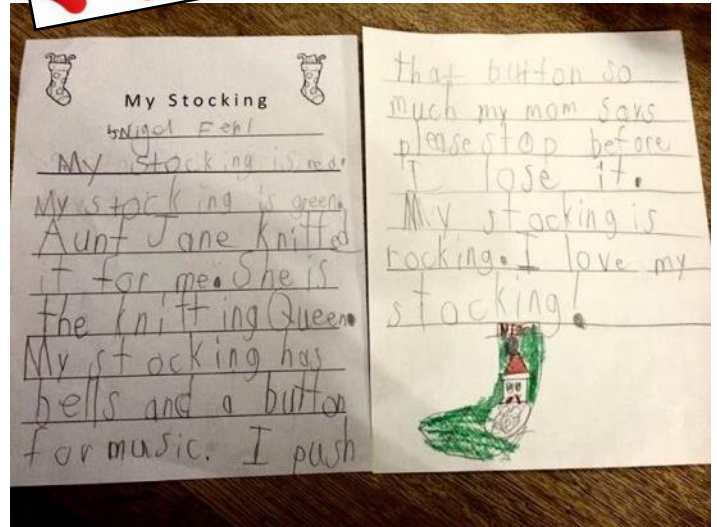 My Stocking
by Nigel Fehl
My stocking is red.
My stocking is green.
Aunt Jane knitted
it for me. She is
the knitting Queen.
My stocking has
bells and a button
for music. I push
that button so
much my mom says
please stop before
I lose it.
My stocking is
rocking. I love my
stocking!
Nigel